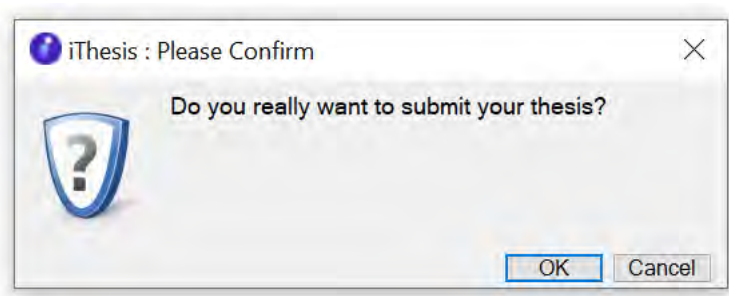 iThesis : Please Confirm
Do you really want to submit your thesis?
?
OK Cancel